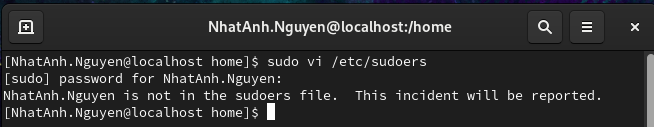 NhatAnh.Nguyen@localhost:/home
[NhatAnh.Nguyen@localhost home]$ sudo vi /etc/sudoers
[sudo] password for NhatAnh.Nguyen:
NhatAnh.Nguyen is not in the sudoers file.  This incident will be reported.
[NhatAnh.Nguyen@localhost home]$